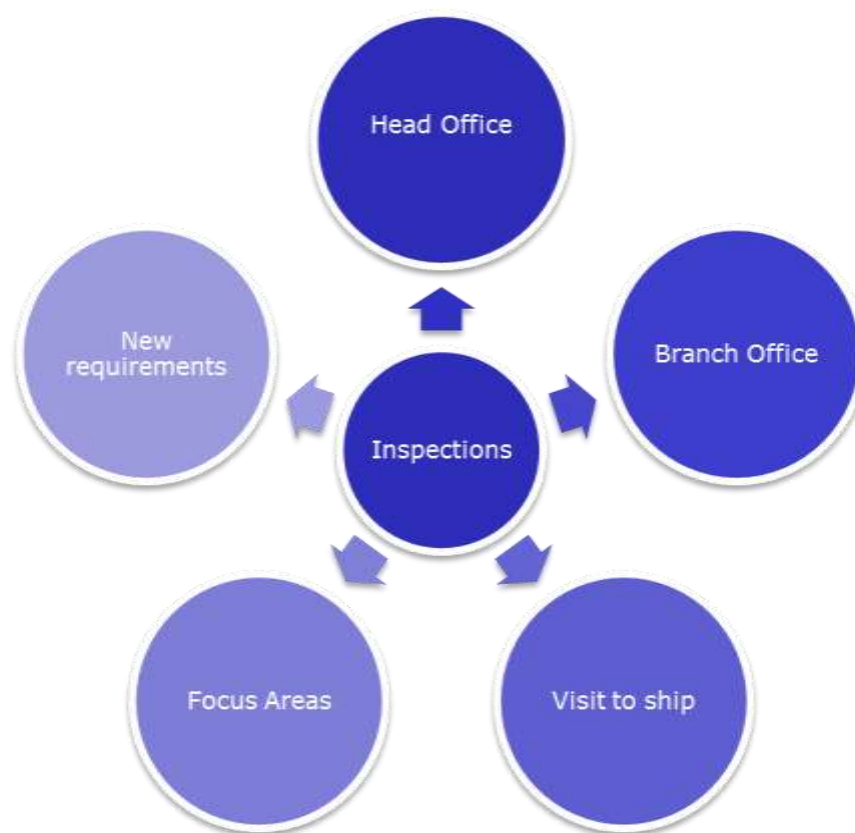 Head Office
New
requirements
Branch Office
Inspections
Focus Areas
Visit to ship